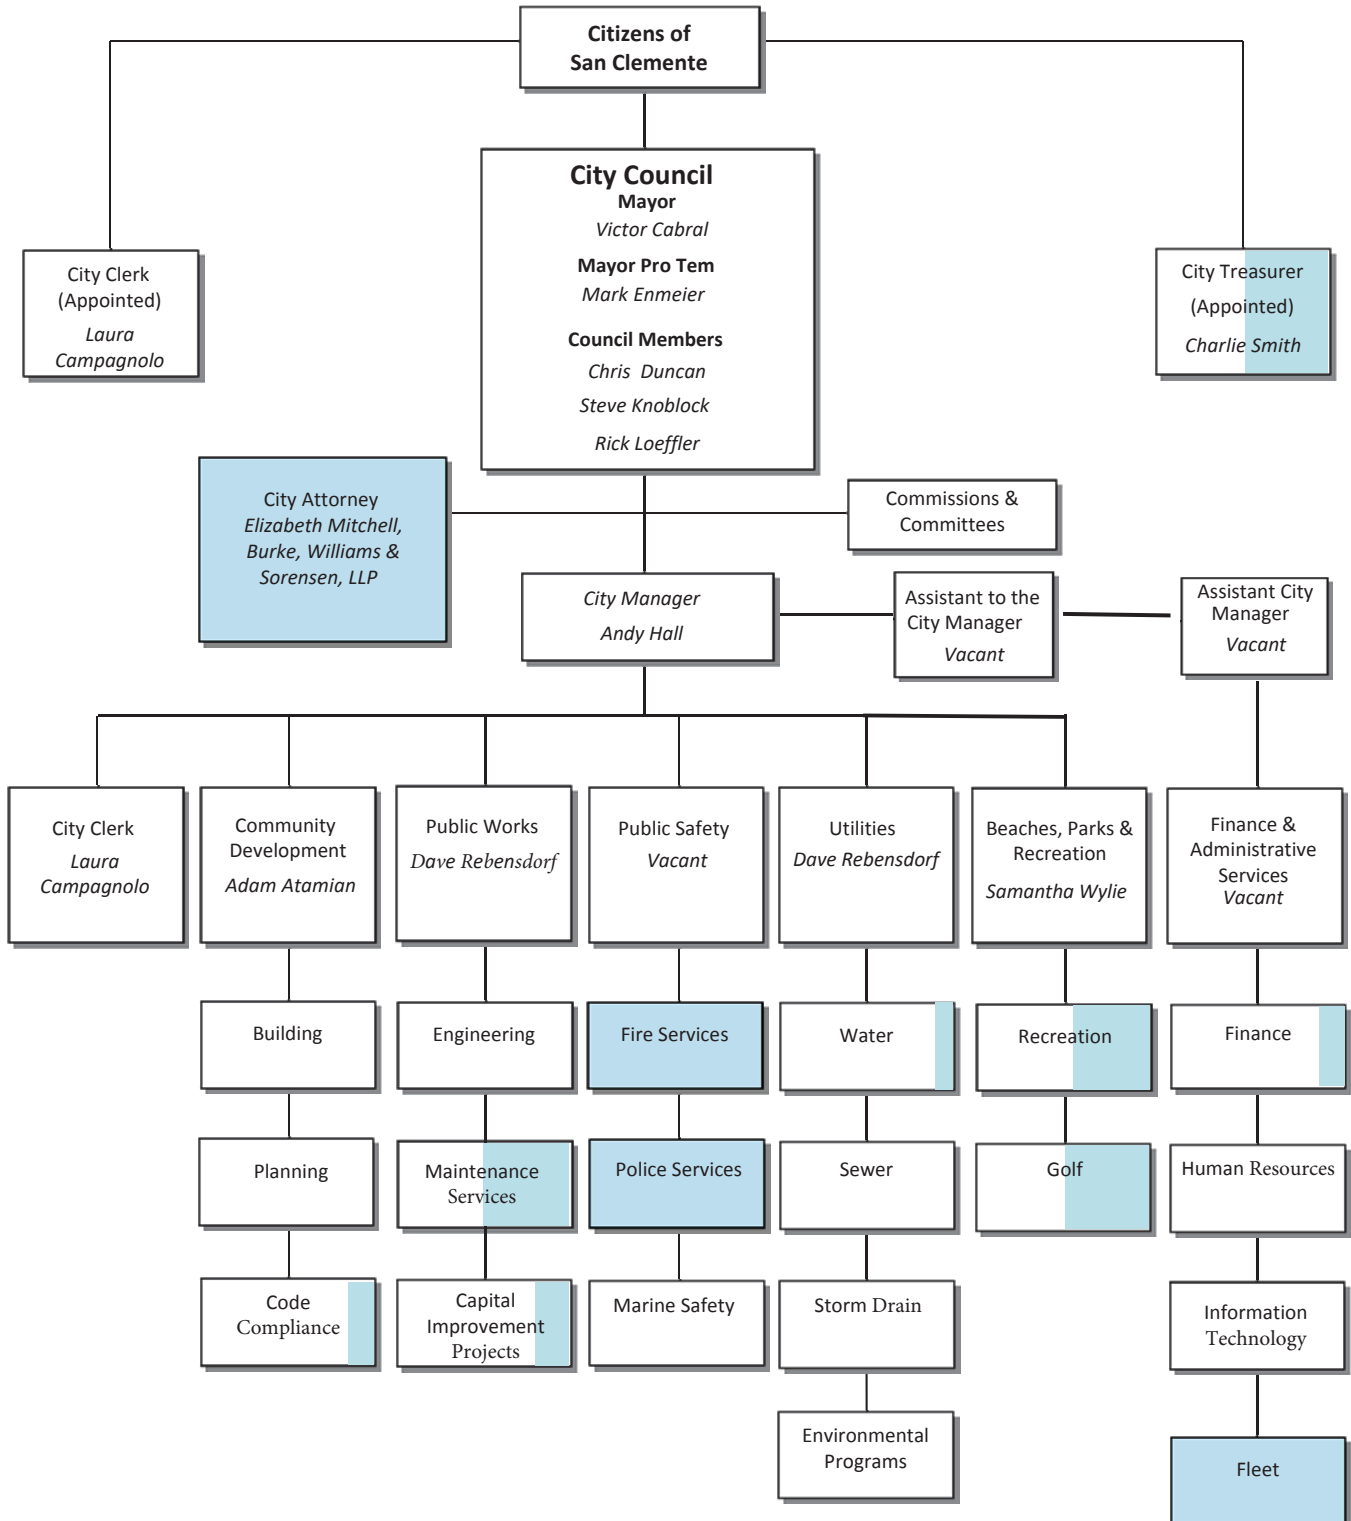 Citizens of
San Clemente
City Council
Mayor
Victor Cabral
Mayor Pro Tem
Mark Enmeier
Council Members
Chris Duncan
Steve Knoblock
Rick Loeffler
City Clerk
(Appointed)
Laura
Campagnolo
City Treasurer
(Appointed)
Charlie Smith
City Attorney
Elizabeth Mitchell,
Burke, Williams &
Sorensen, LLP
Commissions &
Committees
City Manager
Andy Hall
Assistant to the
City Manager
Vacant
Assistant City
Manager
Vacant
City Clerk
Laura
Campagnolo
Community
Development
Adam Atamian
Public Works
Dave Rebensdorf
Public Safety
Vacant
Utilities
Dave Rebensdorf
Beaches, Parks &
Recreation
Samantha Wylie
Finance &
Administrative
Services
Vacant
Building
Engineering
Fire Services
Water
Recreation
Finance
Planning
Maintenance
Services
Police Services
Sewer
Golf
Human Resources
Code
Compliance
Capital
Improvement
Projects
Marine Safety
Storm Drain
Information
Technology
Environmental
Programs
Fleet